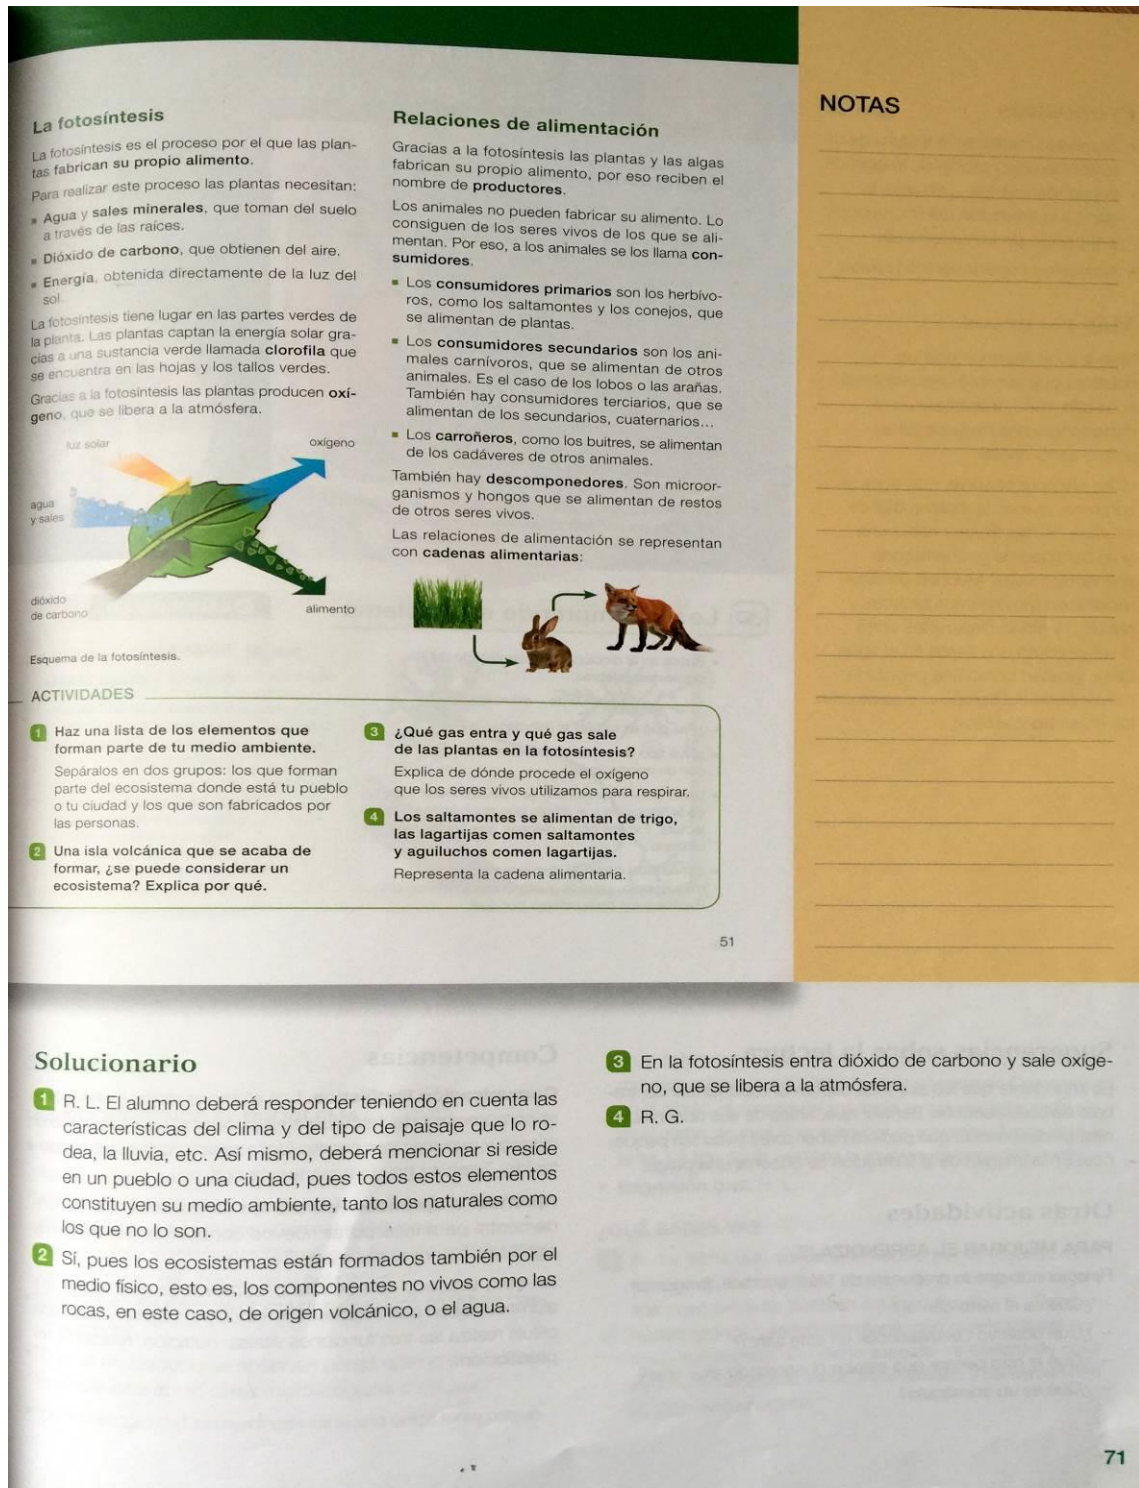 La fotosíntesis
La fotosíntesis es el proceso por el que las plan-
tas fabrican su propio alimento.
Para realizar este proceso las plantas necesitan:
Agua y sales minerales, que toman del suelo
a través de las raíces.
Dióxido de carbono, que obtienen del aire.
Energía, obtenida directamente de la luz del
sol.
La fotosíntesis tiene lugar en las partes verdes de
la planta. Las plantas captan la energía solar gra-
cias a una sustancia verde llamada clorofila que
se encuentra en las hojas y los tallos verdes.
Gracias a la fotosíntesis las plantas producen oxí-
geno, que se libera a la atmósfera.
luz solar
oxígeno
agua
y sales
dióxido
de carbono
alimento
Esquema de la fotosíntesis.
Relaciones de alimentación
Gracias a la fotosíntesis las plantas y las algas
fabrican su propio alimento, por eso reciben el
nombre de productores.
Los animales no pueden fabricar su alimento. Lo
consiguen de los seres vivos de los que se ali-
mentan. Por eso, a los animales se los llama con-
sumidores.
Los consumidores primarios son los herbívo-
ros, como los saltamontes y los conejos, que
se alimentan de plantas.
Los consumidores secundarios son los ani-
males carnívoros, que se alimentan de otros
animales. Es el caso de los lobos o las arañas.
También hay consumidores terciarios, que se
alimentan de los secundarios, cuaternarios...
Los carroñeros, como los buitres, se alimentan
de los cadáveres de otros animales.
También hay descomponedores. Son microor-
ganismos y hongos que se alimentan de restos
de otros seres vivos.
Las relaciones de alimentación se representan
con cadenas alimentarias:
NOTAS
ACTIVIDADES
1 Haz una lista de los elementos que
forman parte de tu medio ambiente.
Sepáralos en dos grupos: los que forman
parte del ecosistema donde está tu pueblo
o tu ciudad y los que son fabricados por
las personas.
2 Una isla volcánica que se acaba de
formar, ¿se puede considerar un
ecosistema? Explica por qué.
3 ¿Qué gas entra y qué gas sale
de las plantas en la fotosíntesis?
Explica de dónde procede el oxígeno
que los seres vivos utilizamos para respirar.
4 Los saltamontes se alimentan de trigo,
las lagartijas comen saltamontes
y aguiluchos comen lagartijas.
Representa la cadena alimentaria.
51
Solucionario
1 R. L. El alumno deberá responder teniendo en cuenta las
características del clima y del tipo de paisaje que lo ro-
dea, la lluvia, etc. Así mismo, deberá mencionar si reside
en un pueblo o una ciudad, pues todos estos elementos
constituyen su medio ambiente, tanto los naturales como
los que no lo son.
2 Sí, pues los ecosistemas están formados también por el
medio físico, esto es, los componentes no vivos como las
rocas, en este caso, de origen volcánico, o el agua.
3 En la fotosíntesis entra dióxido de carbono y sale oxíge-
no, que se libera a la atmósfera.
4 R. G.
71